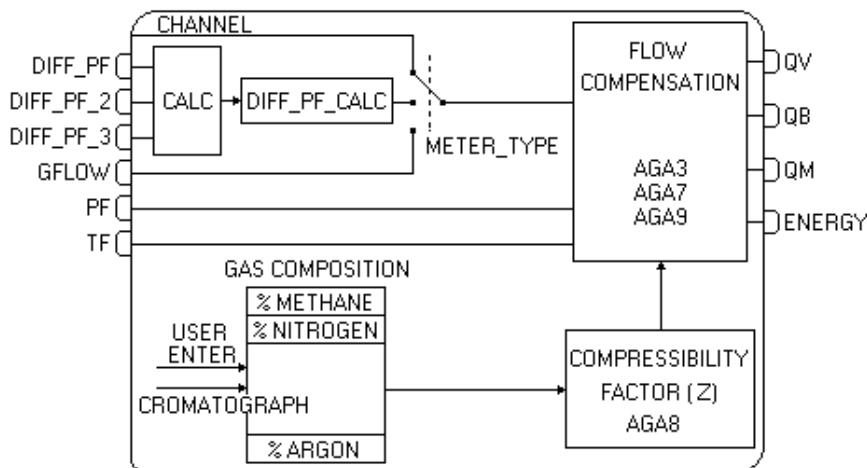 CHANNEL
DIFF_PF
DIFF_PF_2
DIFF_PF_3
GFLOW
PF
TF
CALC
DIFF_PF_CALC
METER_TYPE
FLOW
COMPENSATION
AGA3
AGA7
AGA9
QV
QB
QM
ENERGY
GAS COMPOSITION
% METHANE
% NITROGEN
% ARGON
USER
ENTER
CROMATOGRAPH
COMPRESSIBILITY
FACTOR (Z)
AGA8